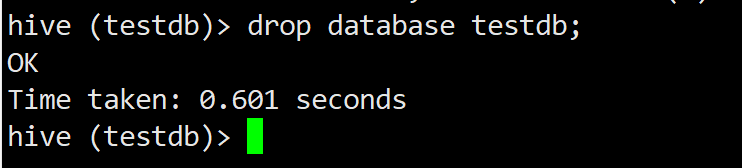 hive (testdb)> drop database testdb;
OK
Time taken: 0.601 seconds
hive (testdb)>